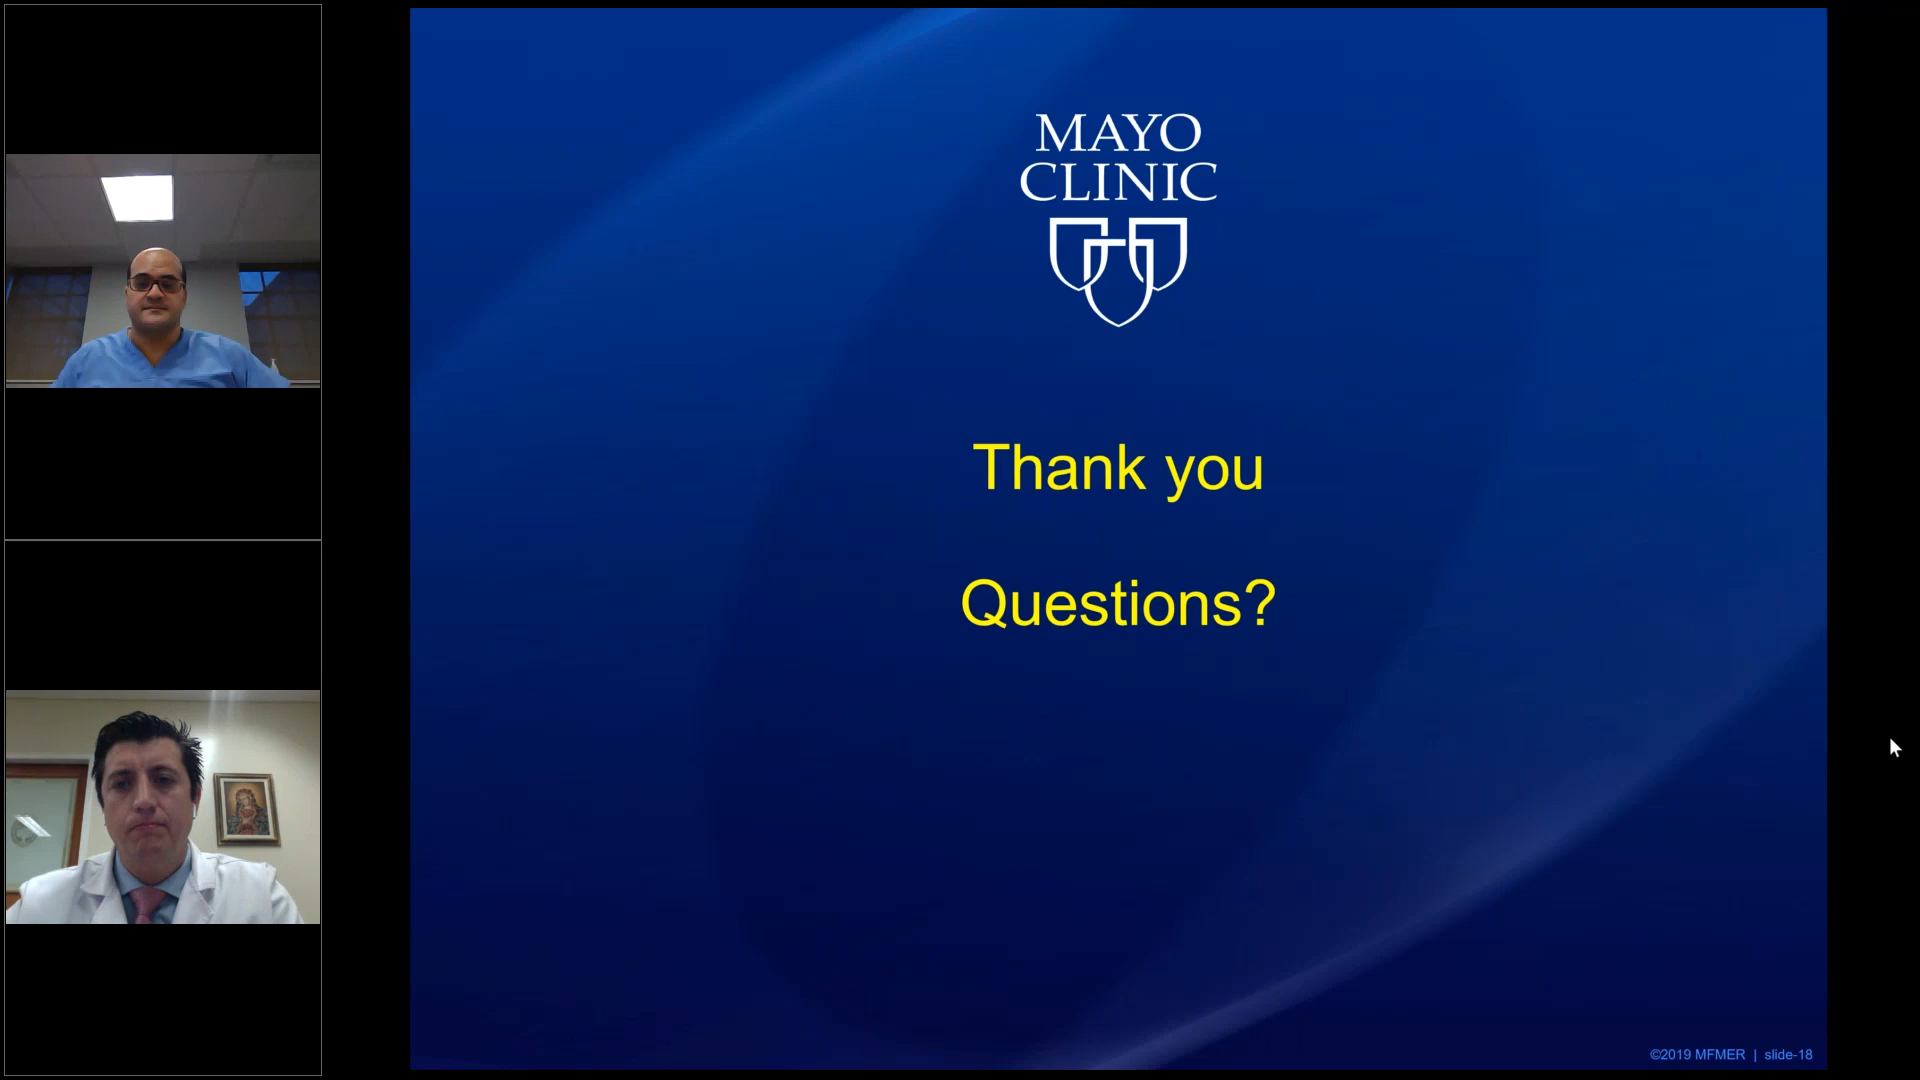 MAYO
CLINIC
Thank you
Questions?
©2019 MFMER | slide-18